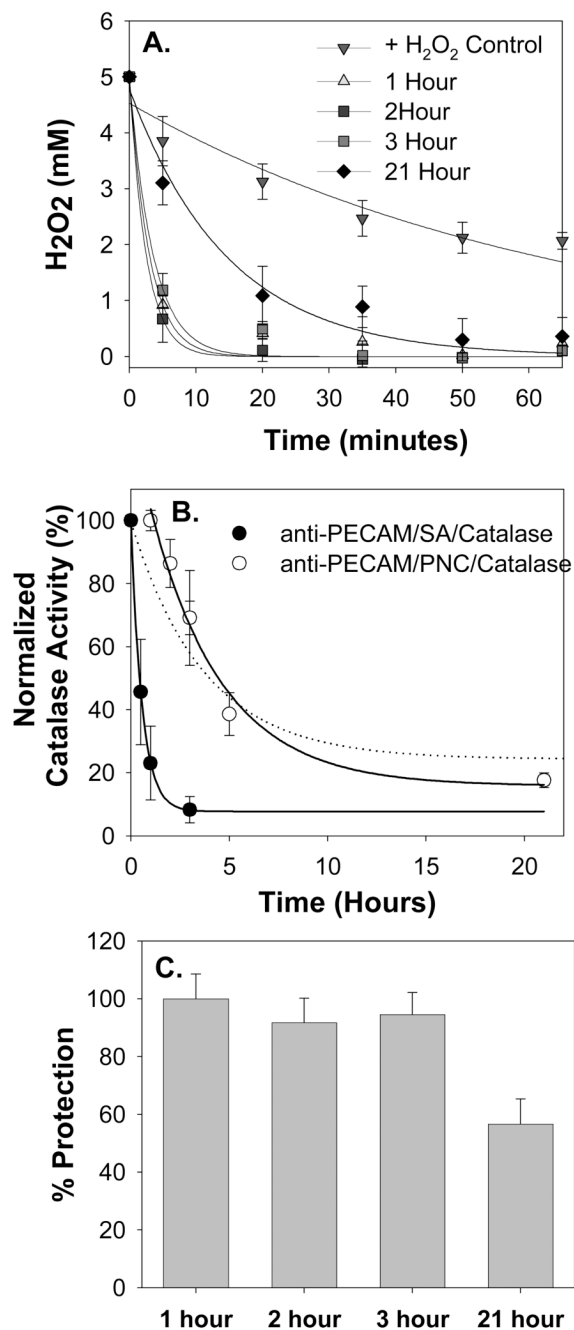 A.
+ H₂O₂ Control
1 Hour
2Hour
3 Hour
21 Hour
H₂O₂ (mM)
6
5
4
3
2
1
0
0 10 20 30 40 50 60
Time (minutes)
B.
anti-PECAM/SA/Catalase
anti-PECAM/PNC/Catalase
Normalized
Catalase Activity (%)
100
80
60
40
20
0
0 5 10 15 20
Time (Hours)
C.
% Protection
120
100
80
60
40
20
0
1 hour 2 hour 3 hour 21 hour